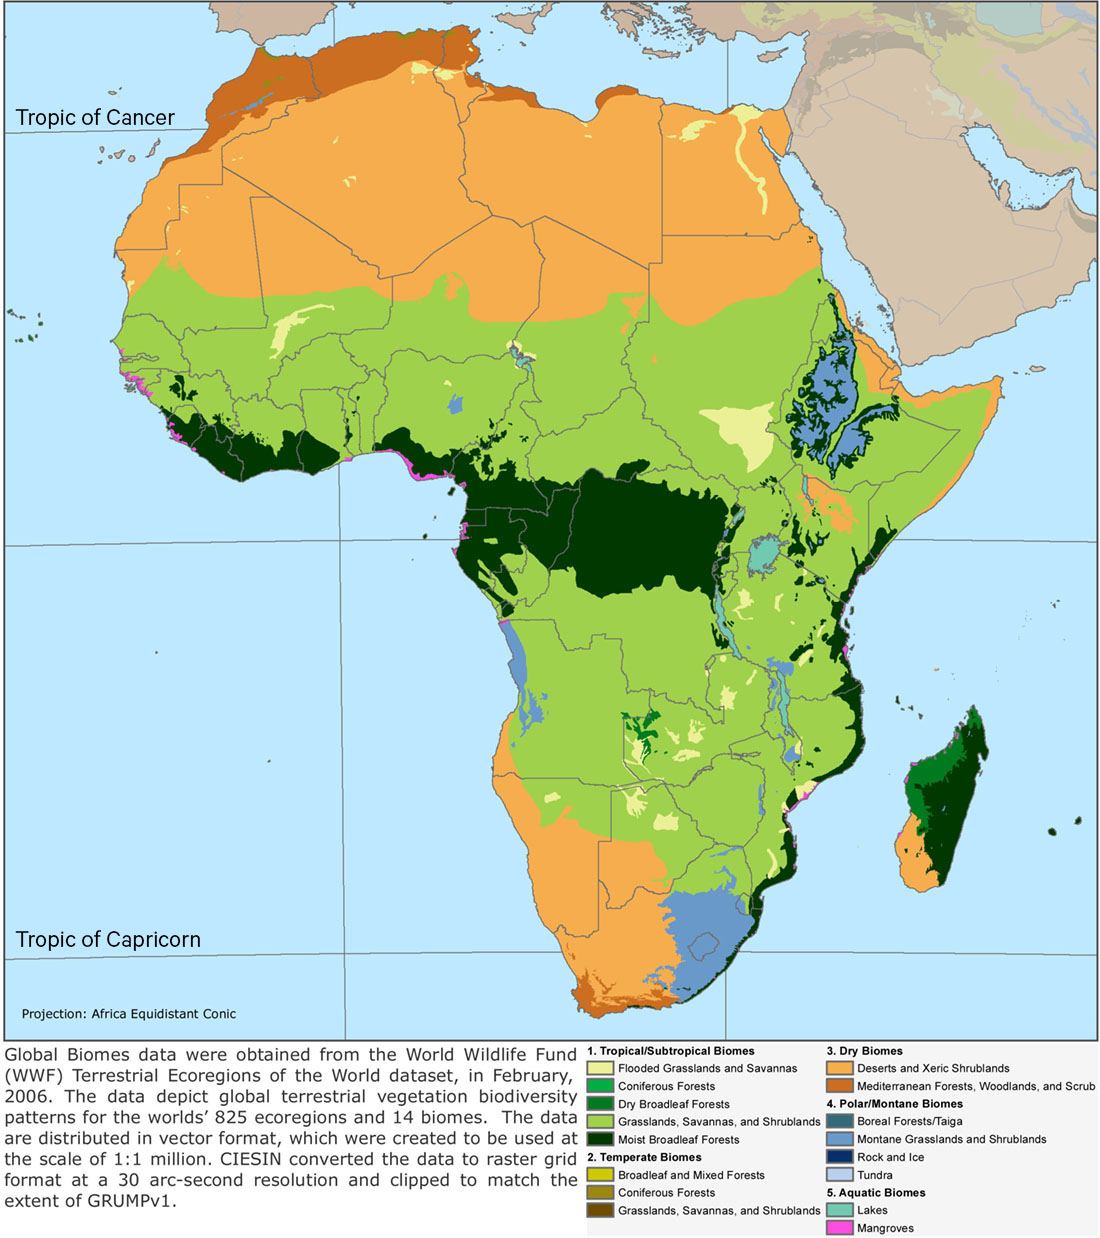 Tropic of Cancer
Tropic of Capricorn
Projection: Africa Equidistant Conic
Global Biomes data were obtained from the World Wildlife Fund
(WWF) Terrestrial Ecoregions of the World dataset, in February,
2006. The data depict global terrestrial vegetation biodiversity
patterns for the worlds’ 825 ecoregions and 14 biomes. The data
are distributed in vector format, which were created to be used at
the scale of 1:1 million. CIESIN converted the data to raster grid
format at a 30 arc-second resolution and clipped to match the
extent of GRUMPv1.
1. Tropical/Subtropical Biomes
Flooded Grasslands and Savannas
Coniferous Forests
Dry Broadleaf Forests
Grasslands, Savannas, and Shrublands
Moist Broadleaf Forests
2. Temperate Biomes
Broadleaf and Mixed Forests
Coniferous Forests
Grasslands, Savannas, and Shrublands
3. Dry Biomes
Deserts and Xeric Shrublands
Mediterranean Forests, Woodlands, and Scrub
4. Polar/Montane Biomes
Boreal Forests/Taiga
Montane Grasslands and Shrublands
Rock and Ice
Tundra
5. Aquatic Biomes
Lakes
Mangroves